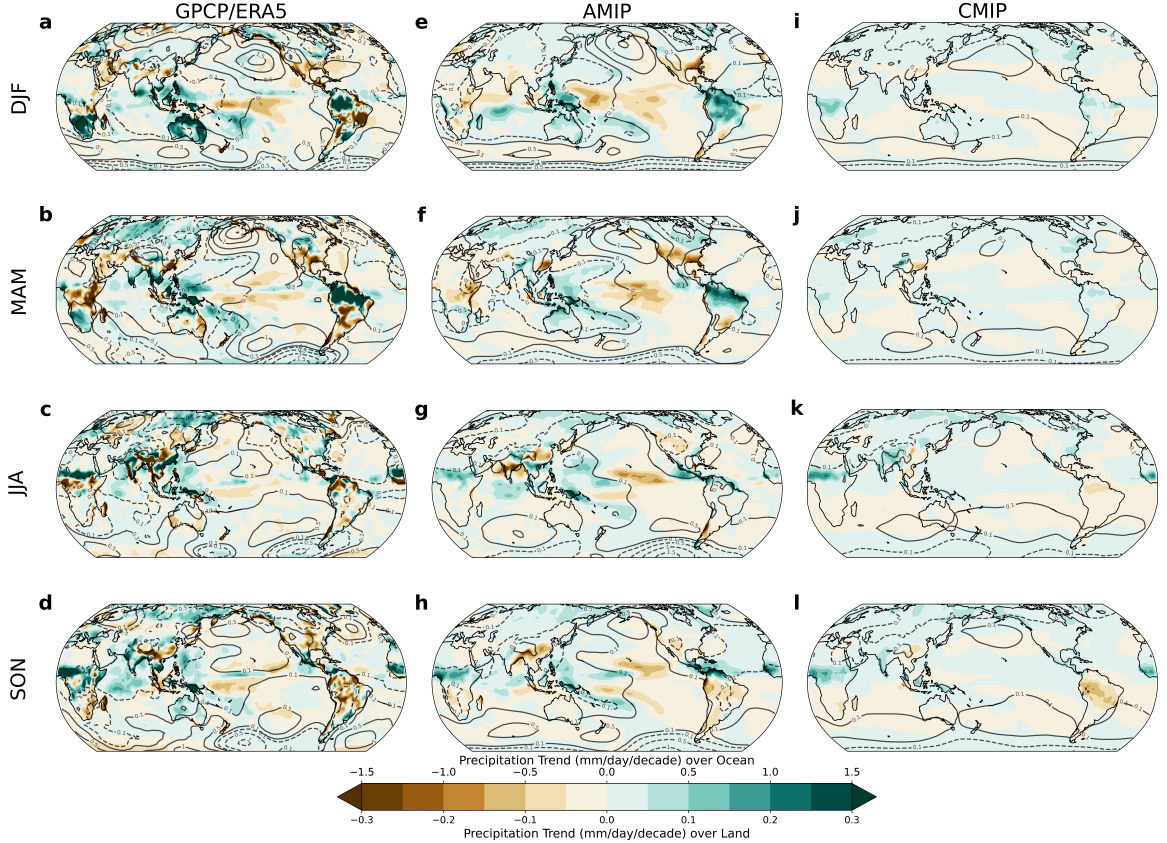 GPCP/ERA5 AMIP CMIP
a e i
DJF
b f j
MAM
c g k
JJA
d h l
SON
Precipitation Trend (mm/day/decade) over Ocean
−1.5 −1.0 −0.5 0.0 0.5 1.0 1.5
−0.3 −0.2 −0.1 0.0 0.1 0.2 0.3
Precipitation Trend (mm/day/decade) over Land